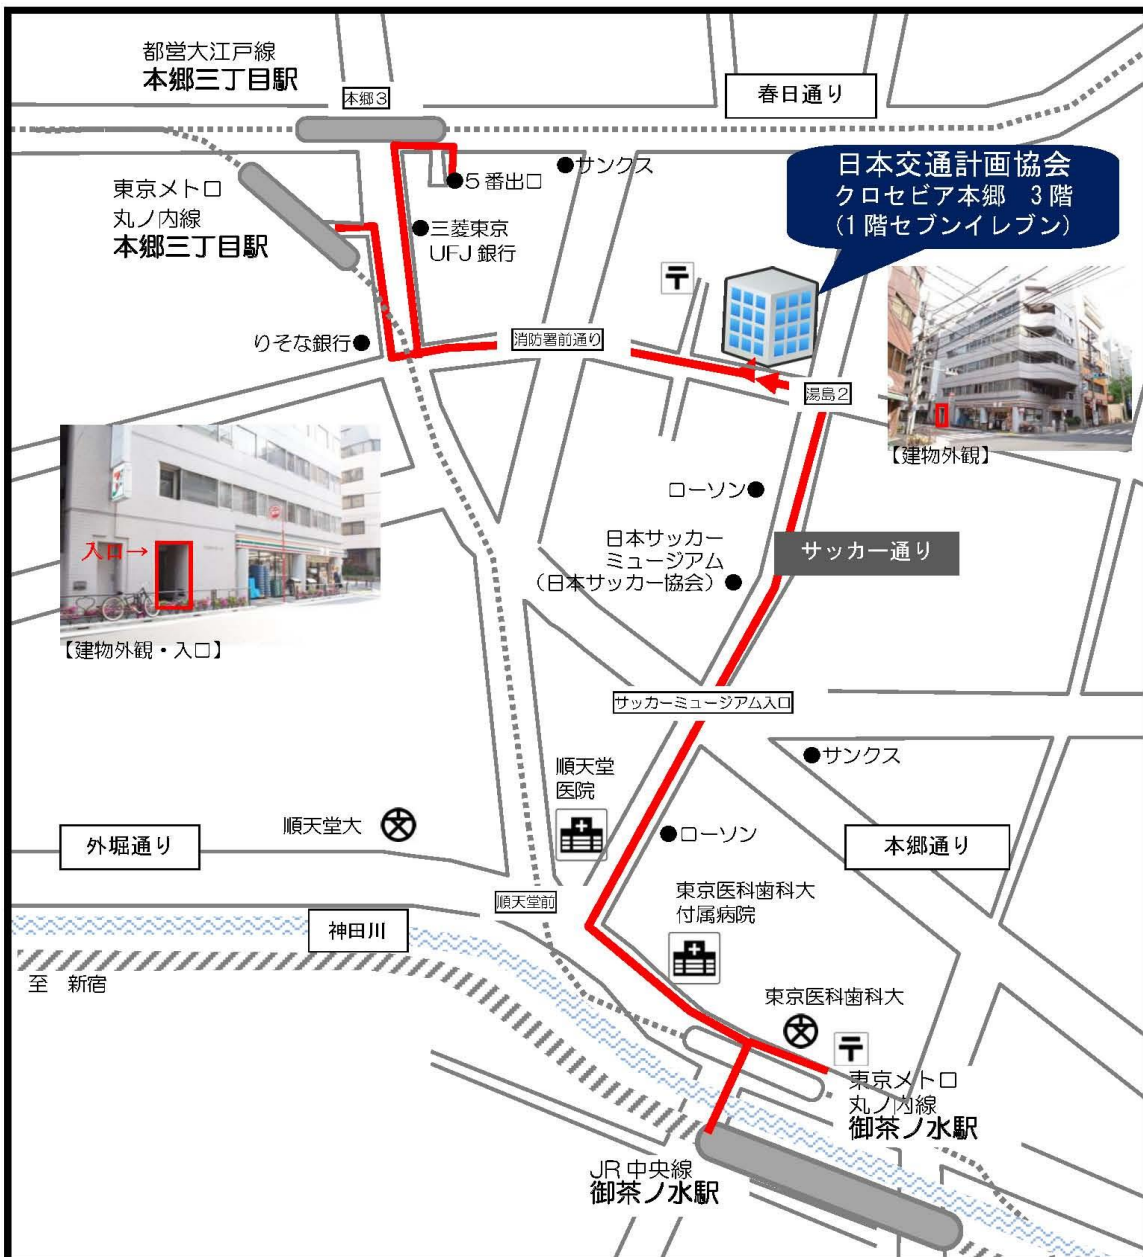 都営大江戸線
本郷三丁目駅
本郷3
春日通り
日本交通計画協会
クロセビア本郷 3階
(1階セブンイレブン)
東京メトロ
丸ノ内線
本郷三丁目駅
5番出口
サンクス
三菱東京
UFJ銀行
〒
りそな銀行
消防署前通り
湯島2
【建物外観】
入口→
【建物外観・入口】
ローソン
日本サッカー
ミュージアム
(日本サッカー協会)
サッカー通り
サッカーミュージアム入口
サンクス
順天堂
医院
順天堂大
文
外堀通り
ローソン
本郷通り
順天堂前
東京医科歯科大
付属病院
神田川
至 新宿
東京医科歯科大
文
〒
東京メトロ
丸ノ内線
御茶ノ水駅
JR中央線
御茶ノ水駅